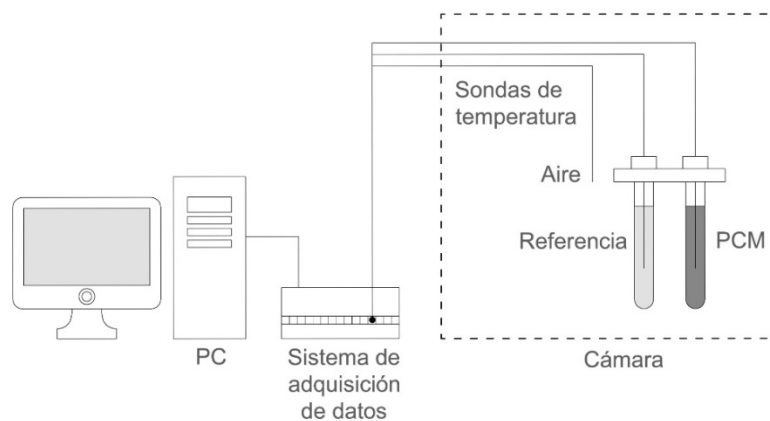 Sondas de
temperatura
Aire
Referencia
PCM
PC
Sistema de
adquisición
de datos
Cámara